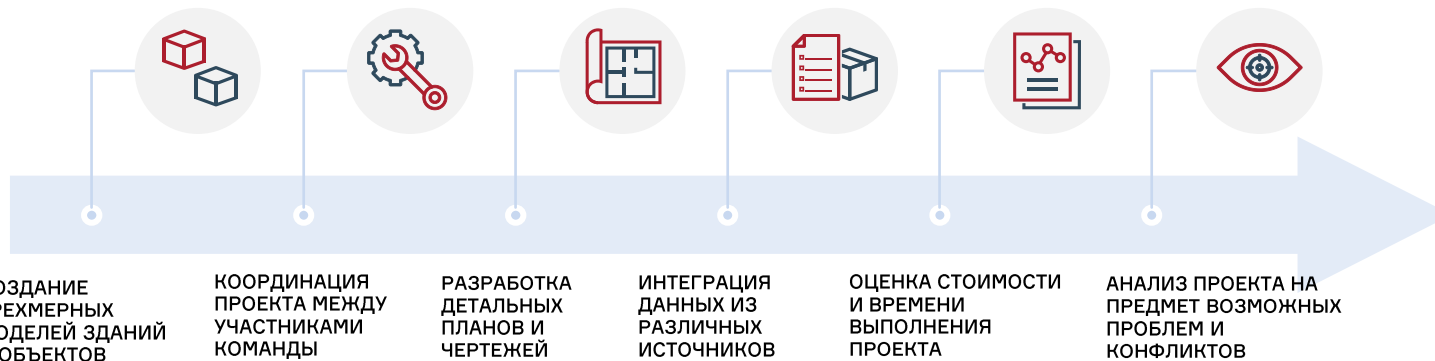 ОЗДАНИЕ
РЕХМЕРНЫХ
ОДЕЛЕЙ ЗДАНИЙ
ОБЪЕКТОВ
КООРДИНАЦИЯ
ПРОЕКТА МЕЖДУ
УЧАСТНИКАМИ
КОМАНДЫ
РАЗРАБОТКА
ДЕТАЛЬНЫХ
ПЛАНОВ И
ЧЕРТЕЖЕЙ
ИНТЕГРАЦИЯ
ДАННЫХ ИЗ
РАЗЛИЧНЫХ
ИСТОЧНИКОВ
ОЦЕНКА СТОИМОСТИ
И ВРЕМЕНИ
ВЫПОЛНЕНИЯ
ПРОЕКТА
АНАЛИЗ ПРОЕКТА НА
ПРЕДМЕТ ВОЗМОЖНЫХ
ПРОБЛЕМ И
КОНФЛИКТОВ